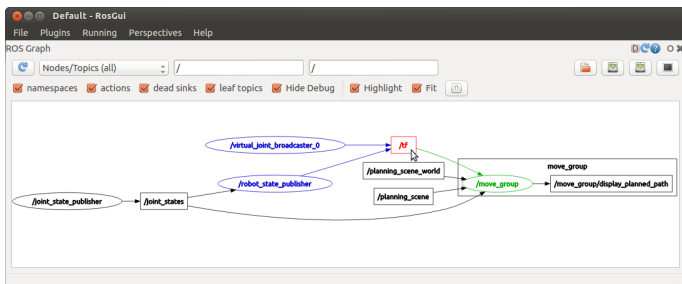 Default - RosGui
File Plugins Running Perspectives Help
ROS Graph
D
Nodes/Topics (all) / /
namespaces actions dead sinks leaf topics Hide Debug Highlight Fit
/virtual_joint_broadcaster_0
/tf
/planning_scene_world
move_group
/robot_state_publisher
/move_group
/move_group/display_planned_path
/planning_scene
/joint_state_publisher
/joint_states